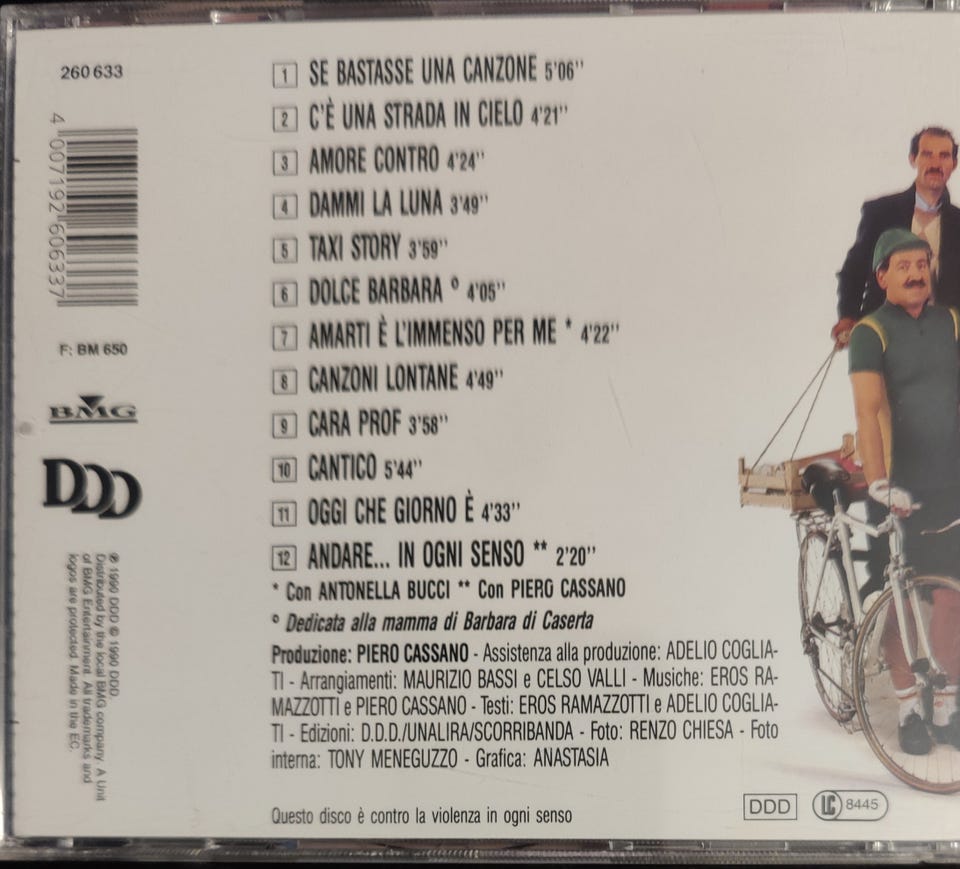 260 633
4 007192 606337
F: BM 650
BMG
DDD
℗ 1990 DDD © 1990 DDD.
Distributed by the local BMG company. A Unit
of BMG Entertainment. All trademarks and
logos are protected. Made in the EC.
1 SE BASTASSE UNA CANZONE 5'06''
2 C'È UNA STRADA IN CIELO 4'21''
3 AMORE CONTRO 4'24''
4 DAMMI LA LUNA 3'49''
5 TAXI STORY 3'59''
6 DOLCE BARBARA ° 4'05''
7 AMARTI È L'IMMENSO PER ME * 4'22''
8 CANZONI LONTANE 4'49''
9 CARA PROF 3'58''
10 CANTICO 5'44''
11 OGGI CHE GIORNO È 4'33''
12 ANDARE... IN OGNI SENSO ** 2'20''
* Con ANTONELLA BUCCI ** Con PIERO CASSANO
° Dedicata alla mamma di Barbara di Caserta
Produzione: PIERO CASSANO - Assistenza alla produzione: ADELIO COGLIA-
TI - Arrangiamenti: MAURIZIO BASSI e CELSO VALLI - Musiche: EROS RA-
MAZZOTTI e PIERO CASSANO - Testi: EROS RAMAZZOTTI e ADELIO COGLIA-
TI - Edizioni: D.D.D./UNALIRA/SCORRIBANDA - Foto: RENZO CHIESA - Foto
interna: TONY MENEGUZZO - Grafica: ANASTASIA
Questo disco è contro la violenza in ogni senso
DDD
LC 8445